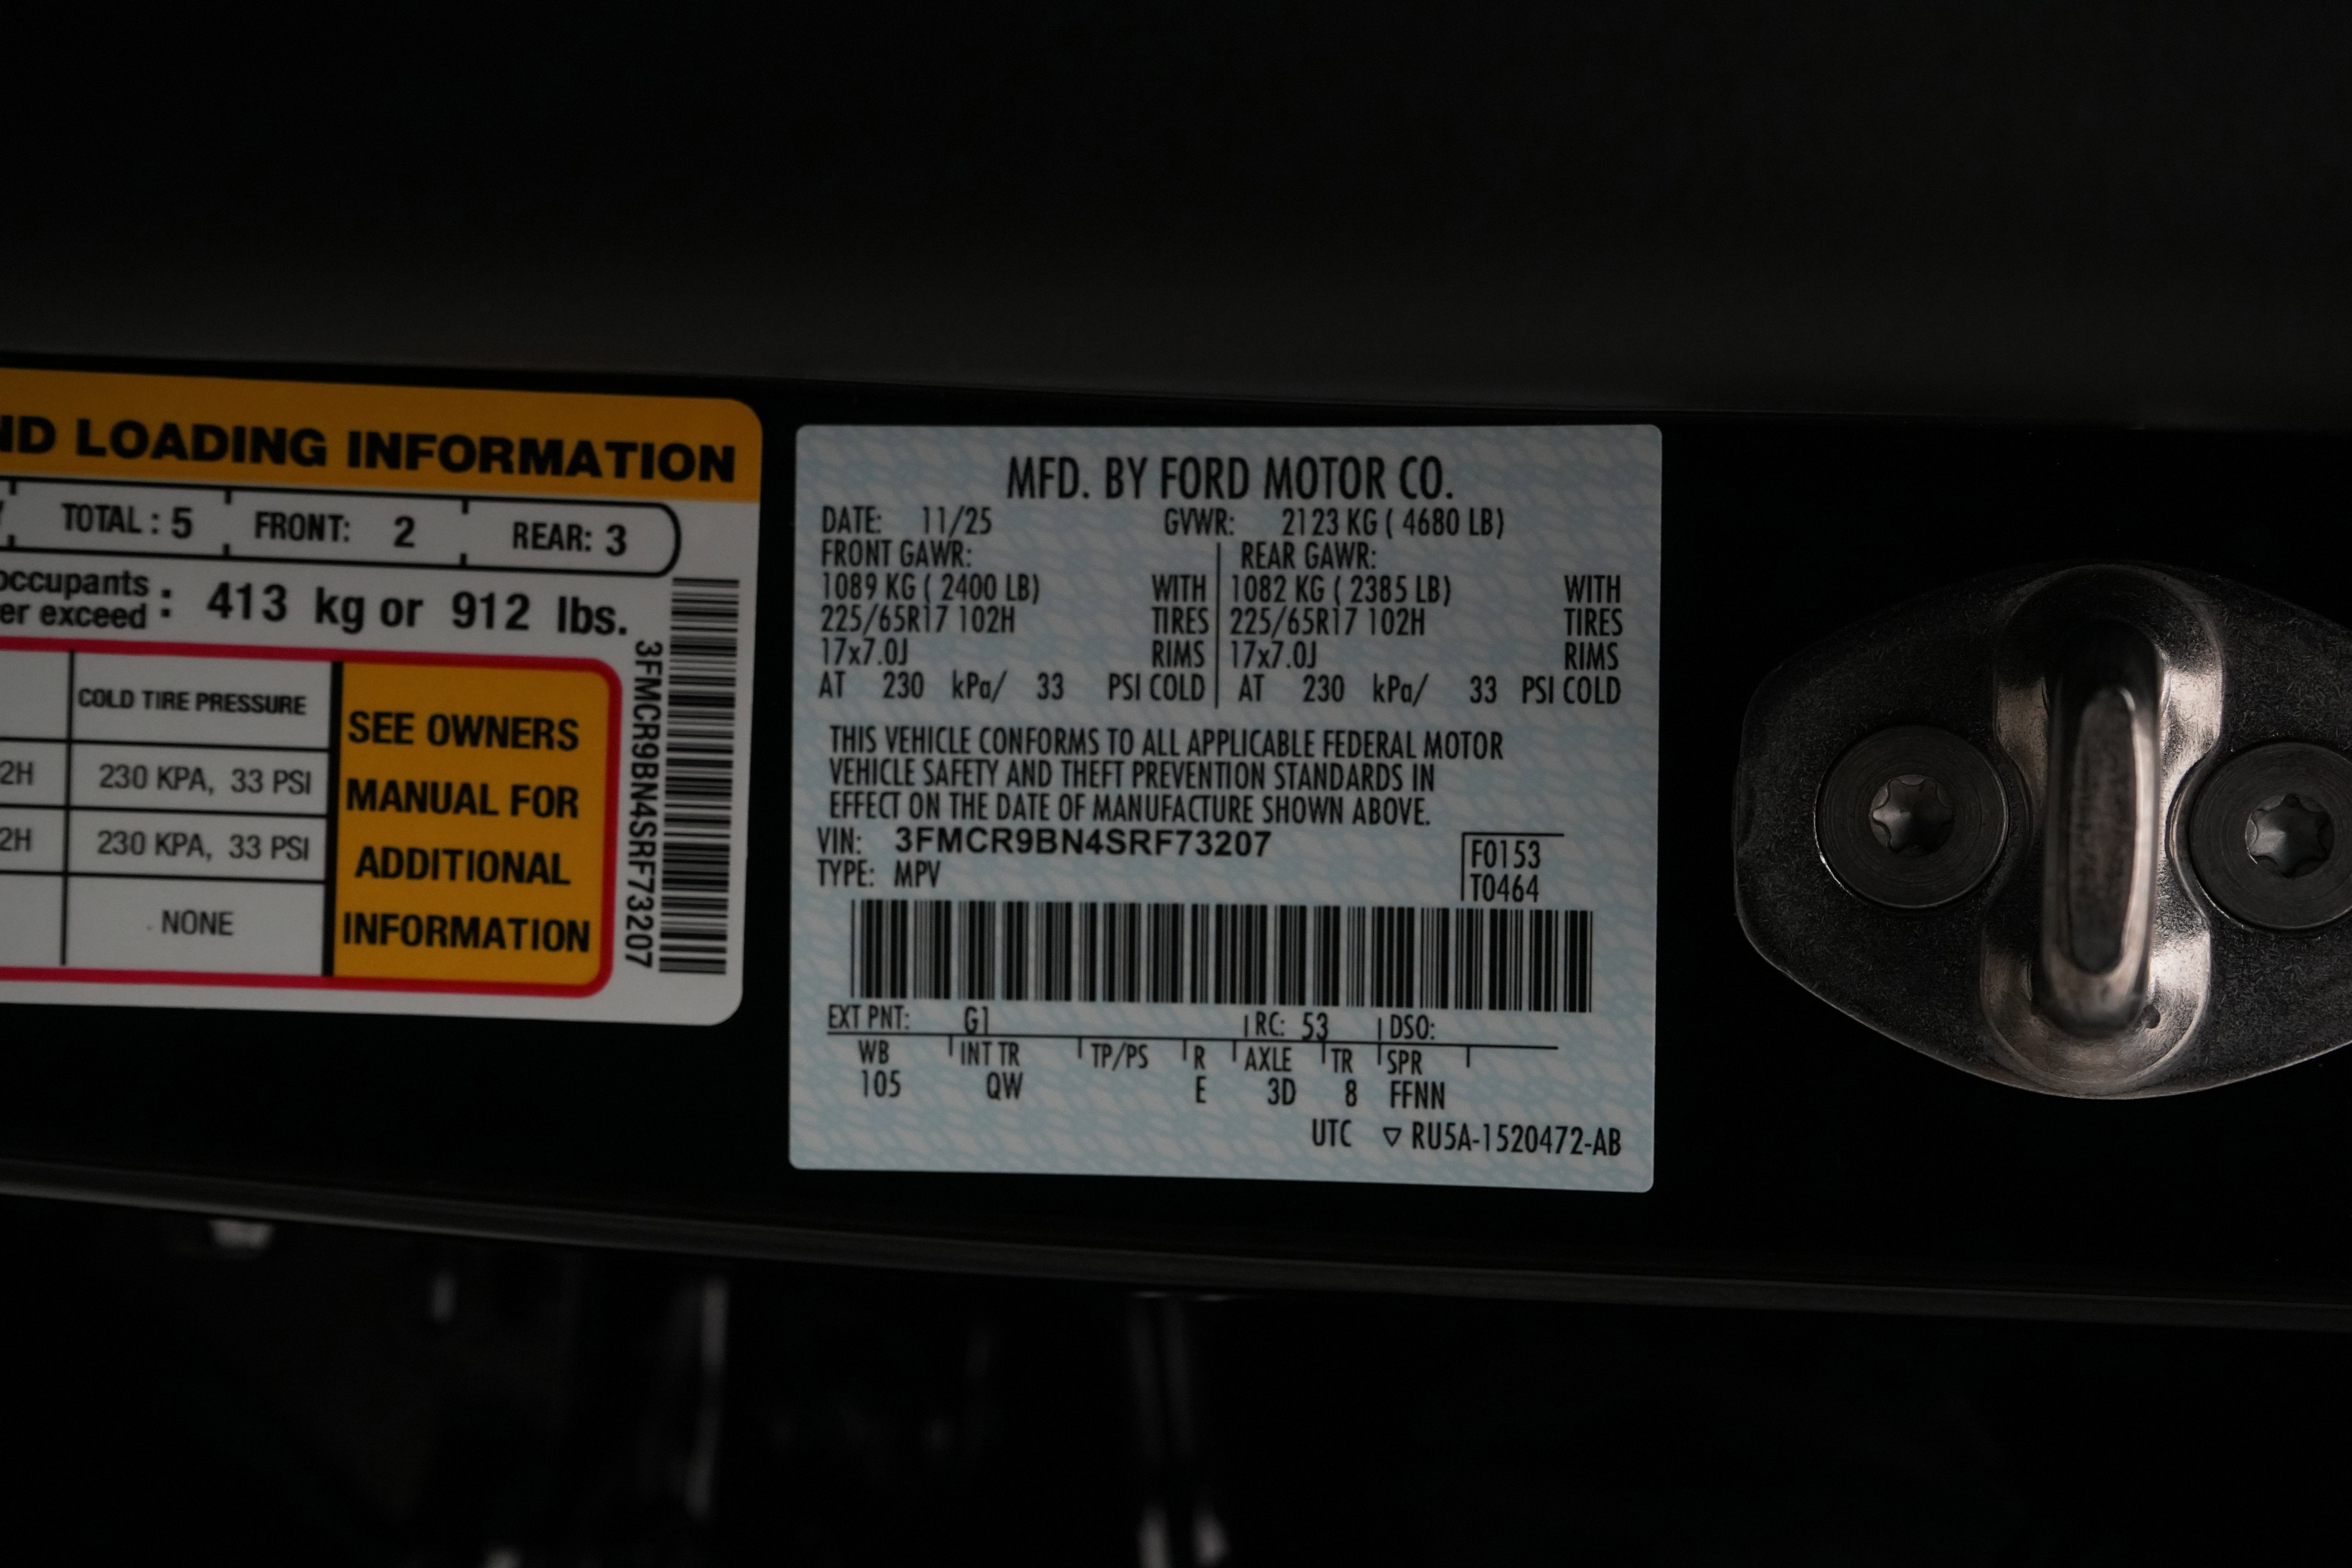 ND LOADING INFORMATION
TOTAL : 5 FRONT: 2 REAR: 3
occupants
er exceed : 413 kg or 912 lbs.
COLD TIRE PRESSURE
2H 230 KPA, 33 PSI
2H 230 KPA, 33 PSI
NONE
SEE OWNERS
MANUAL FOR
ADDITIONAL
INFORMATION
3FMCR9BN4SRF73207
MFD. BY FORD MOTOR CO.
DATE: 11/25 GVWR: 2123 KG ( 4680 LB)
FRONT GAWR: REAR GAWR:
1089 KG ( 2400 LB) WITH 1082 KG ( 2385 LB) WITH
225/65R17 102H TIRES 225/65R17 102H TIRES
17x7.0J RIMS 17x7.0J RIMS
AT 230 kPa/ 33 PSI COLD AT 230 kPa/ 33 PSI COLD
THIS VEHICLE CONFORMS TO ALL APPLICABLE FEDERAL MOTOR
VEHICLE SAFETY AND THEFT PREVENTION STANDARDS IN
EFFECT ON THE DATE OF MANUFACTURE SHOWN ABOVE.
VIN: 3FMCR9BN4SRF73207
TYPE: MPV
F0153
T0464
EXT PNT: G1 RC: 53 DSO:
WB INT TR TP/PS R AXLE TR SPR
105 QW E 3D 8 FFNN
UTC ▽ RU5A-1520472-AB